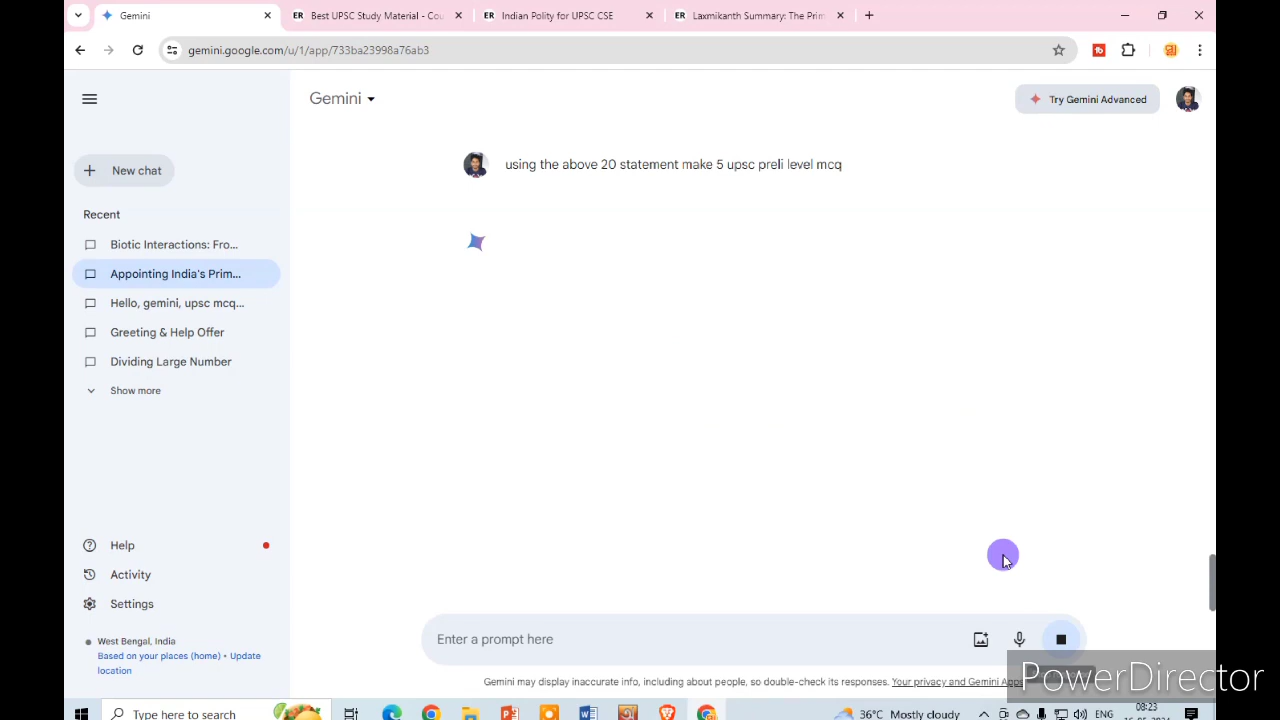 Gemini
ER Best UPSC Study Material - Cou
ER Indian Polity for UPSC CSE
ER Laxmikanth Summary: The Prim
gemini.google.com/u/1/app/733ba23998a76ab3
Gemini
Try Gemini Advanced
New chat
using the above 20 statement make 5 upsc preli level mcq
Recent
Biotic Interactions: Fro...
Appointing India's Prim...
Hello, gemini, upsc mcq...
Greeting & Help Offer
Dividing Large Number
Show more
Help
Activity
Settings
West Bengal, India
Based on your places (home) • Update
location
Enter a prompt here
Gemini may display inaccurate info, including about people, so double-check its responses. Your privacy and Gemini Apps
PowerDirector
Type here to search
36°C Mostly cloudy
ENG
08:23